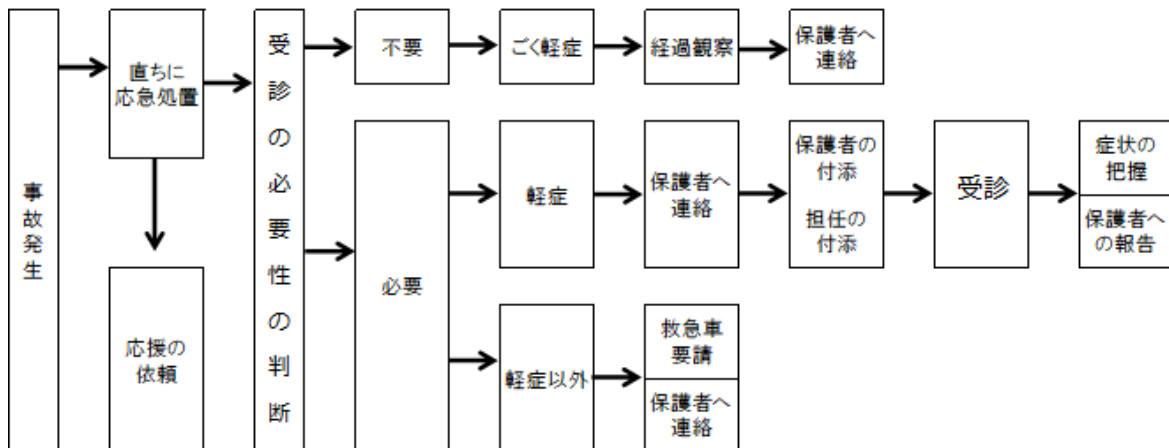 事故発生
直ちに
応急処置
応援の
依頼
受診の必要性の判断
不要
ごく軽症
経過観察
保護者へ
連絡
必要
軽症
保護者へ
連絡
保護者の
付添
担任の
付添
受診
症状の
把握
保護者へ
の報告
軽症以外
救急車
要請
保護者へ
連絡